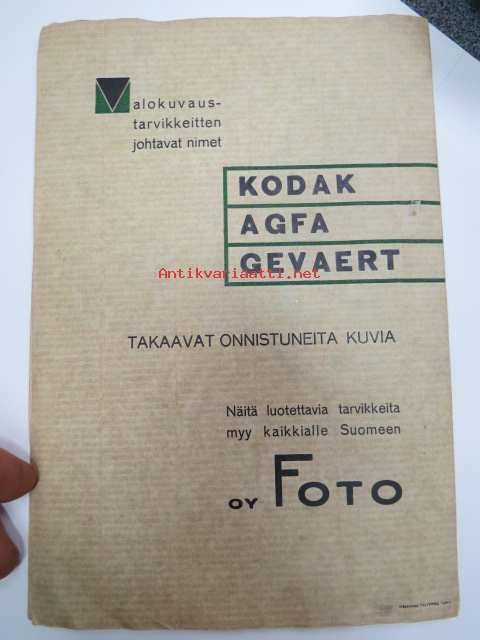 Valokuvaus-
tarvikkeitten
johtavat nimet
KODAK
AGFA
GEVAERT
Antikvariaatti.net
TAKAAVAT ONNISTUNEITA KUVIA
Näitä luotettavia tarvikkeita
myy kaikkialle Suomeen
OY FOTO